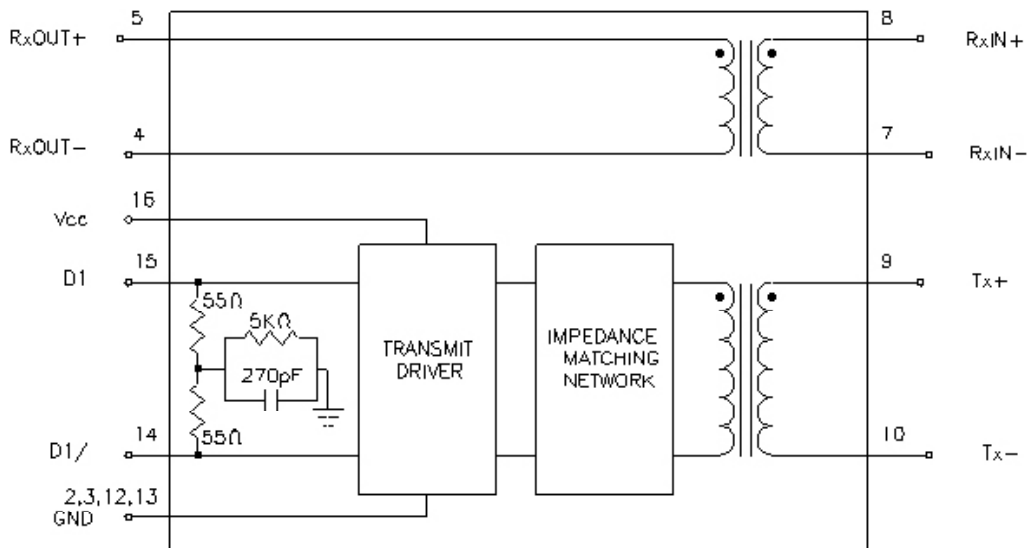 5
RxOUT+
8
RxIN+
4
RxOUT-
7
RxIN-
16
Vcc
15
D1
9
Tx+
55Ω
5KΩ
270pF
TRANSMIT
DRIVER
IMPEDANCE
MATCHING
NETWORK
55Ω
14
D1/
10
Tx-
2,3,12,13
GND